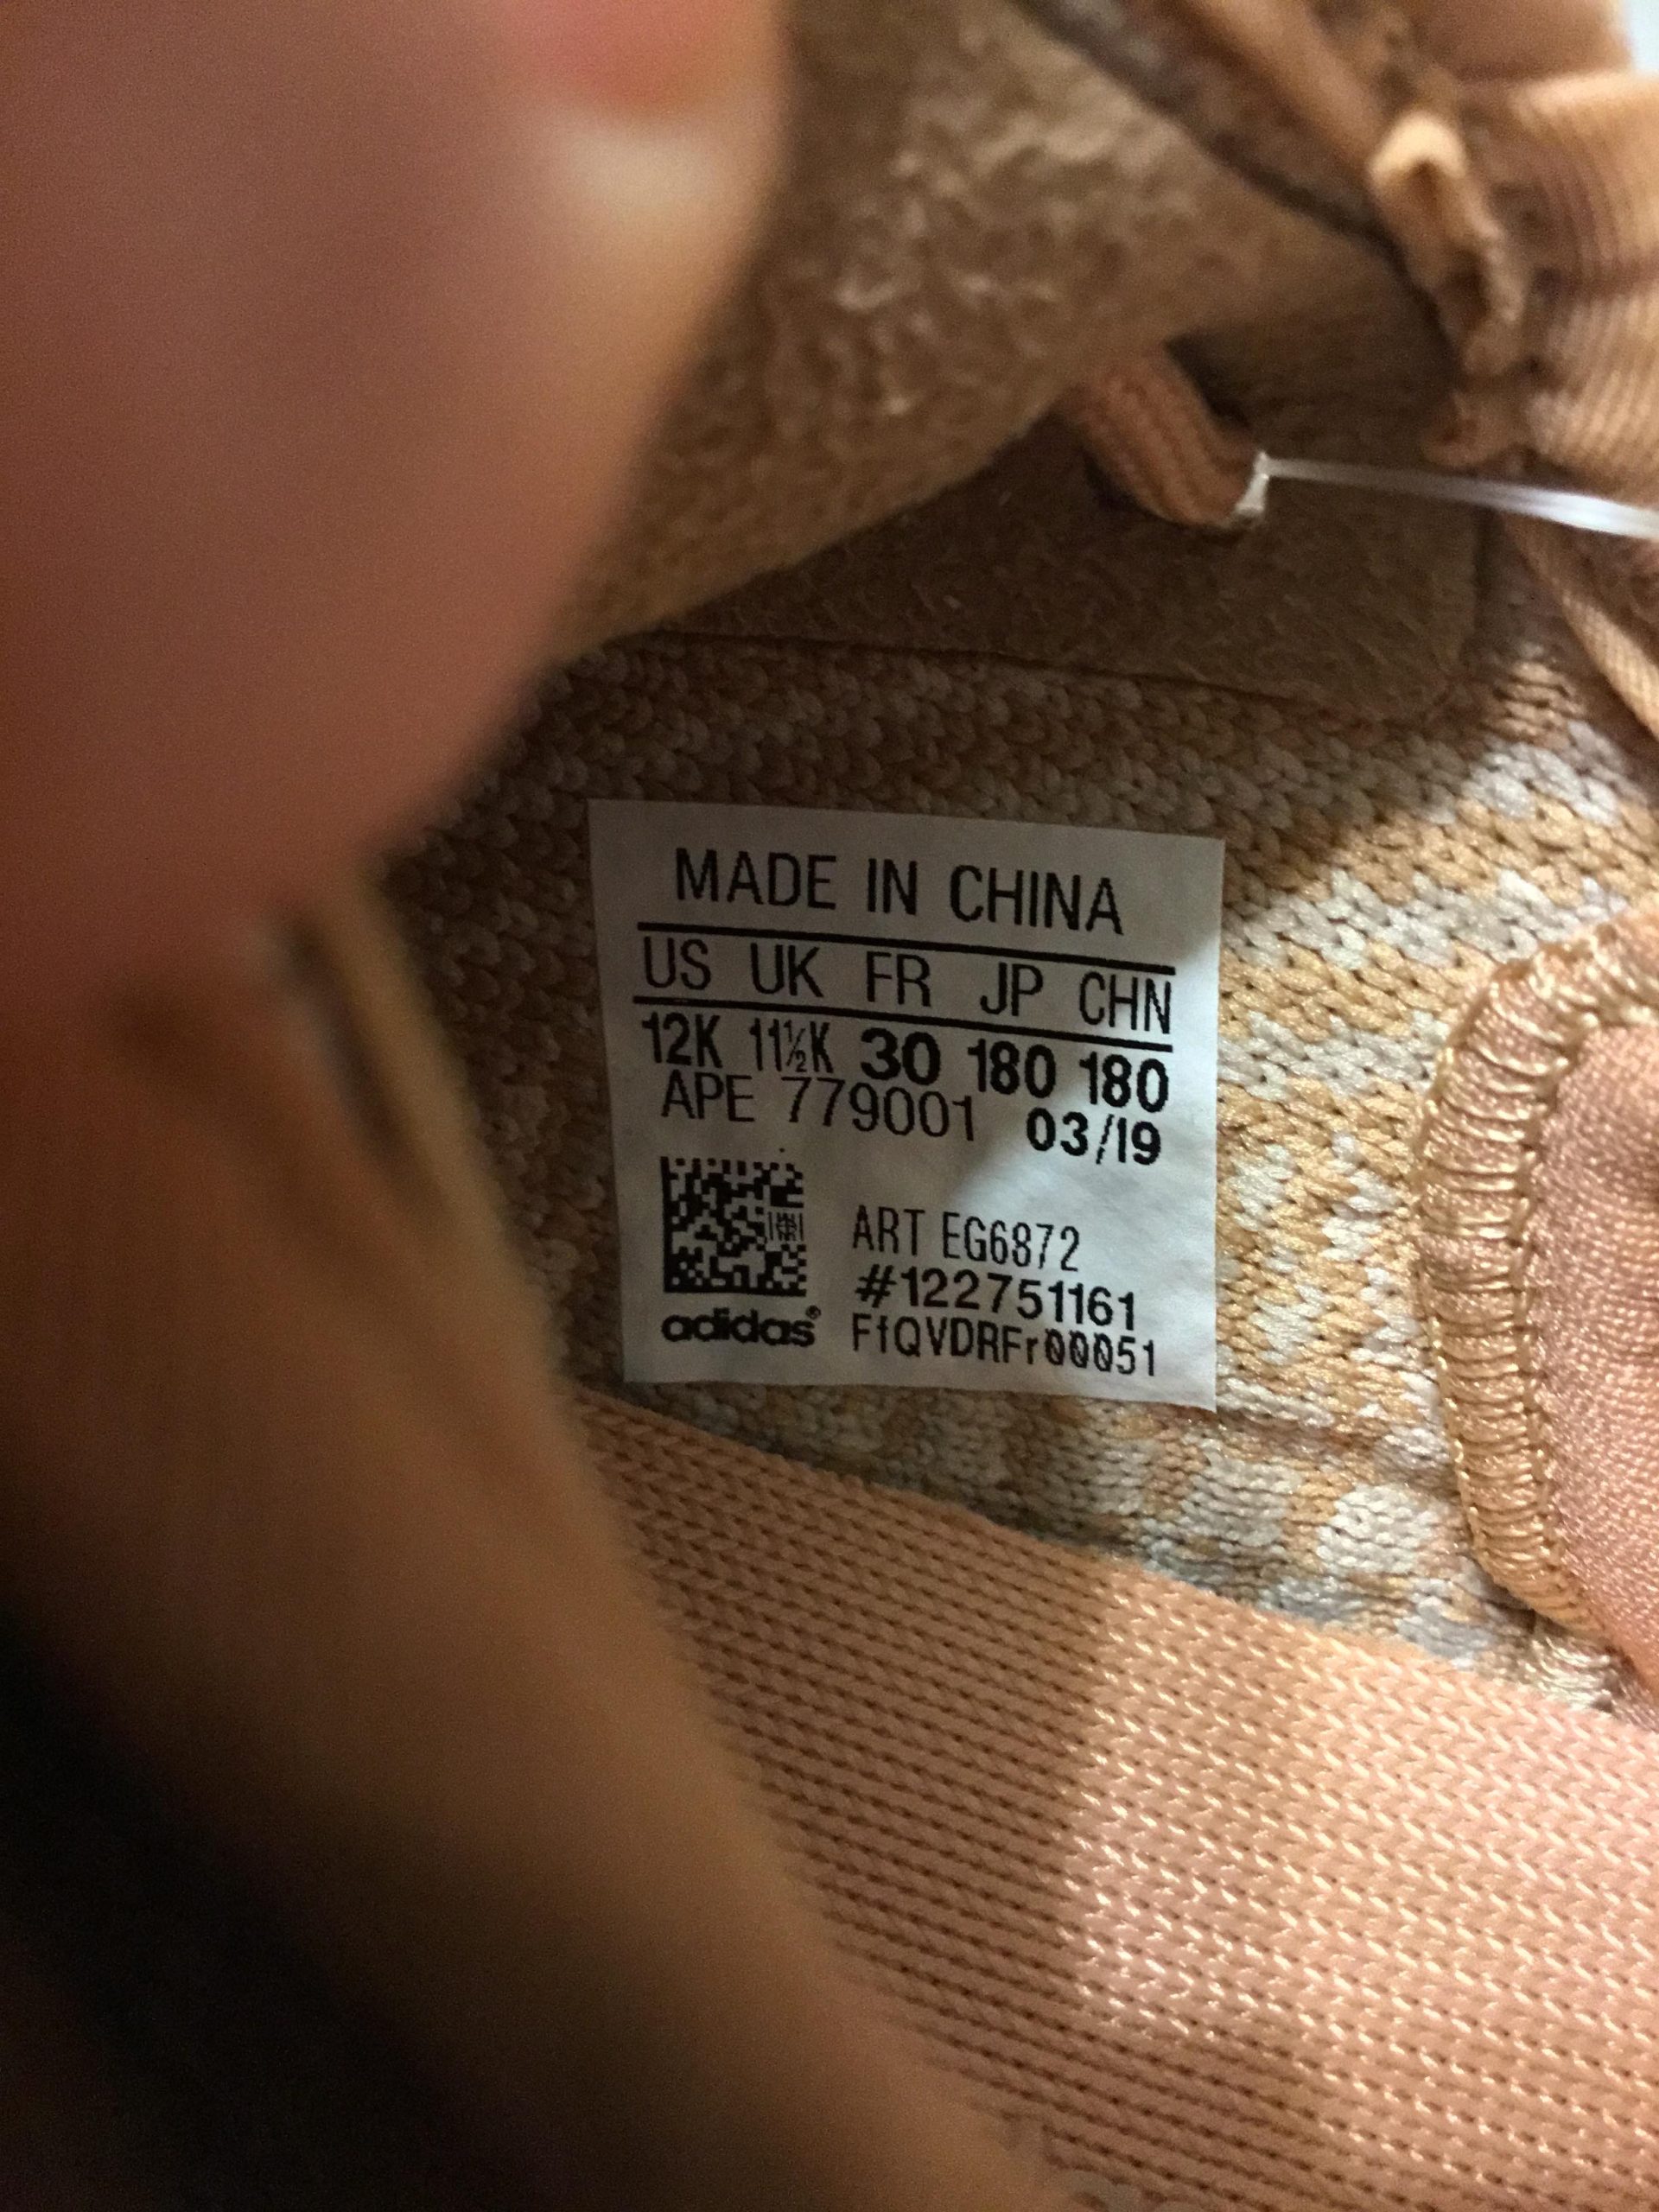 MADE IN CHINA
US UK FR JP CHN
12K 11½K 30 180 180
APE 779001 03/19
ART EG6872
#122751161
adidas® FfQVDRFr00051